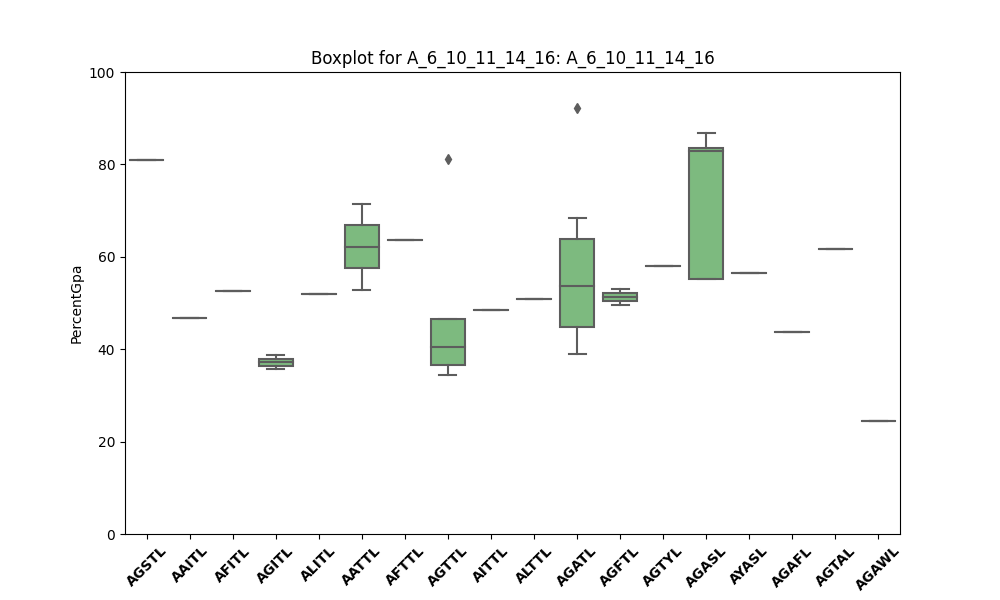 Boxplot for A_6_10_11_14_16: A_6_10_11_14_16
PercentGpa
100
80
60
40
20
0
AGSTL
AAITL
AFITL
AGITL
ALITL
AATTL
AFTTL
AGTTL
AITTL
ALTTL
AGATL
AGFTL
AGTYL
AGASL
AYASL
AGAFL
AGTAL
AGAWL